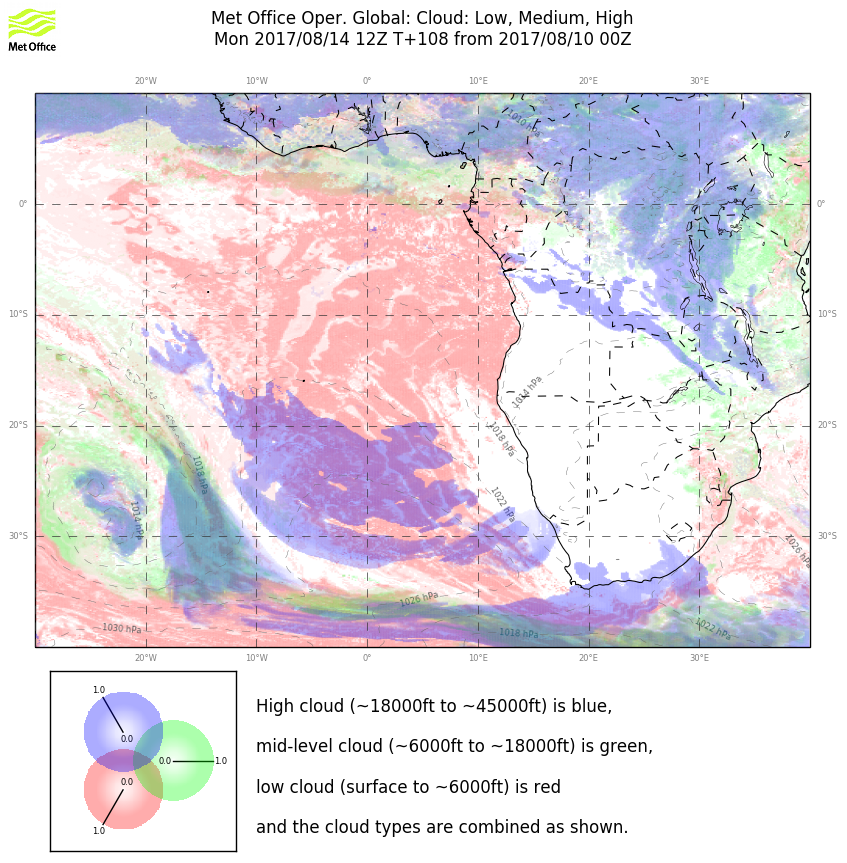 Met Office
Met Office Oper. Global: Cloud: Low, Medium, High
Mon 2017/08/14 12Z T+108 from 2017/08/10 00Z
20°W 10°W 0° 10°E 20°E 30°E
1010 hPa
0° 0°
10°S 10°S
1014 hPa
20°S 20°S
1018 hPa
1018 hPa
1022 hPa
1014 hPa
30°S 30°S
1026 hPa
1026 hPa
1030 hPa
1018 hPa
1022 hPa
20°W 10°W 0° 10°E 20°E 30°E
1.0
0.0
0.0 1.0
0.0
1.0
High cloud (~18000ft to ~45000ft) is blue,
mid-level cloud (~6000ft to ~18000ft) is green,
low cloud (surface to ~6000ft) is red
and the cloud types are combined as shown.